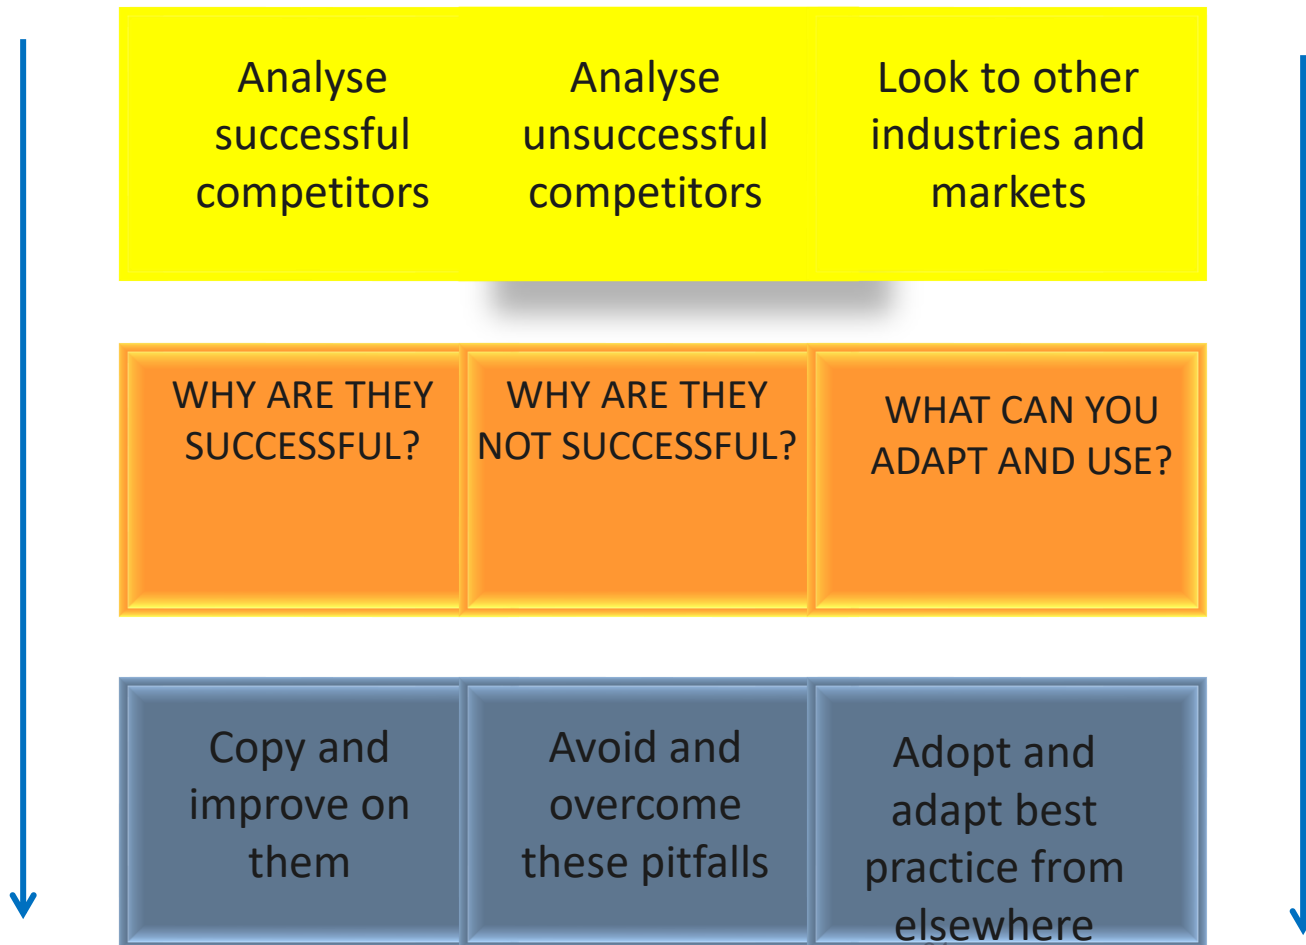 Analyse
successful
competitors
Analyse
unsuccessful
competitors
Look to other
industries and
markets
WHY ARE THEY
SUCCESSFUL?
WHY ARE THEY
NOT SUCCESSFUL?
WHAT CAN YOU
ADAPT AND USE?
Copy and
improve on
them
Avoid and
overcome
these pitfalls
Adopt and
adapt best
practice from
elsewhere